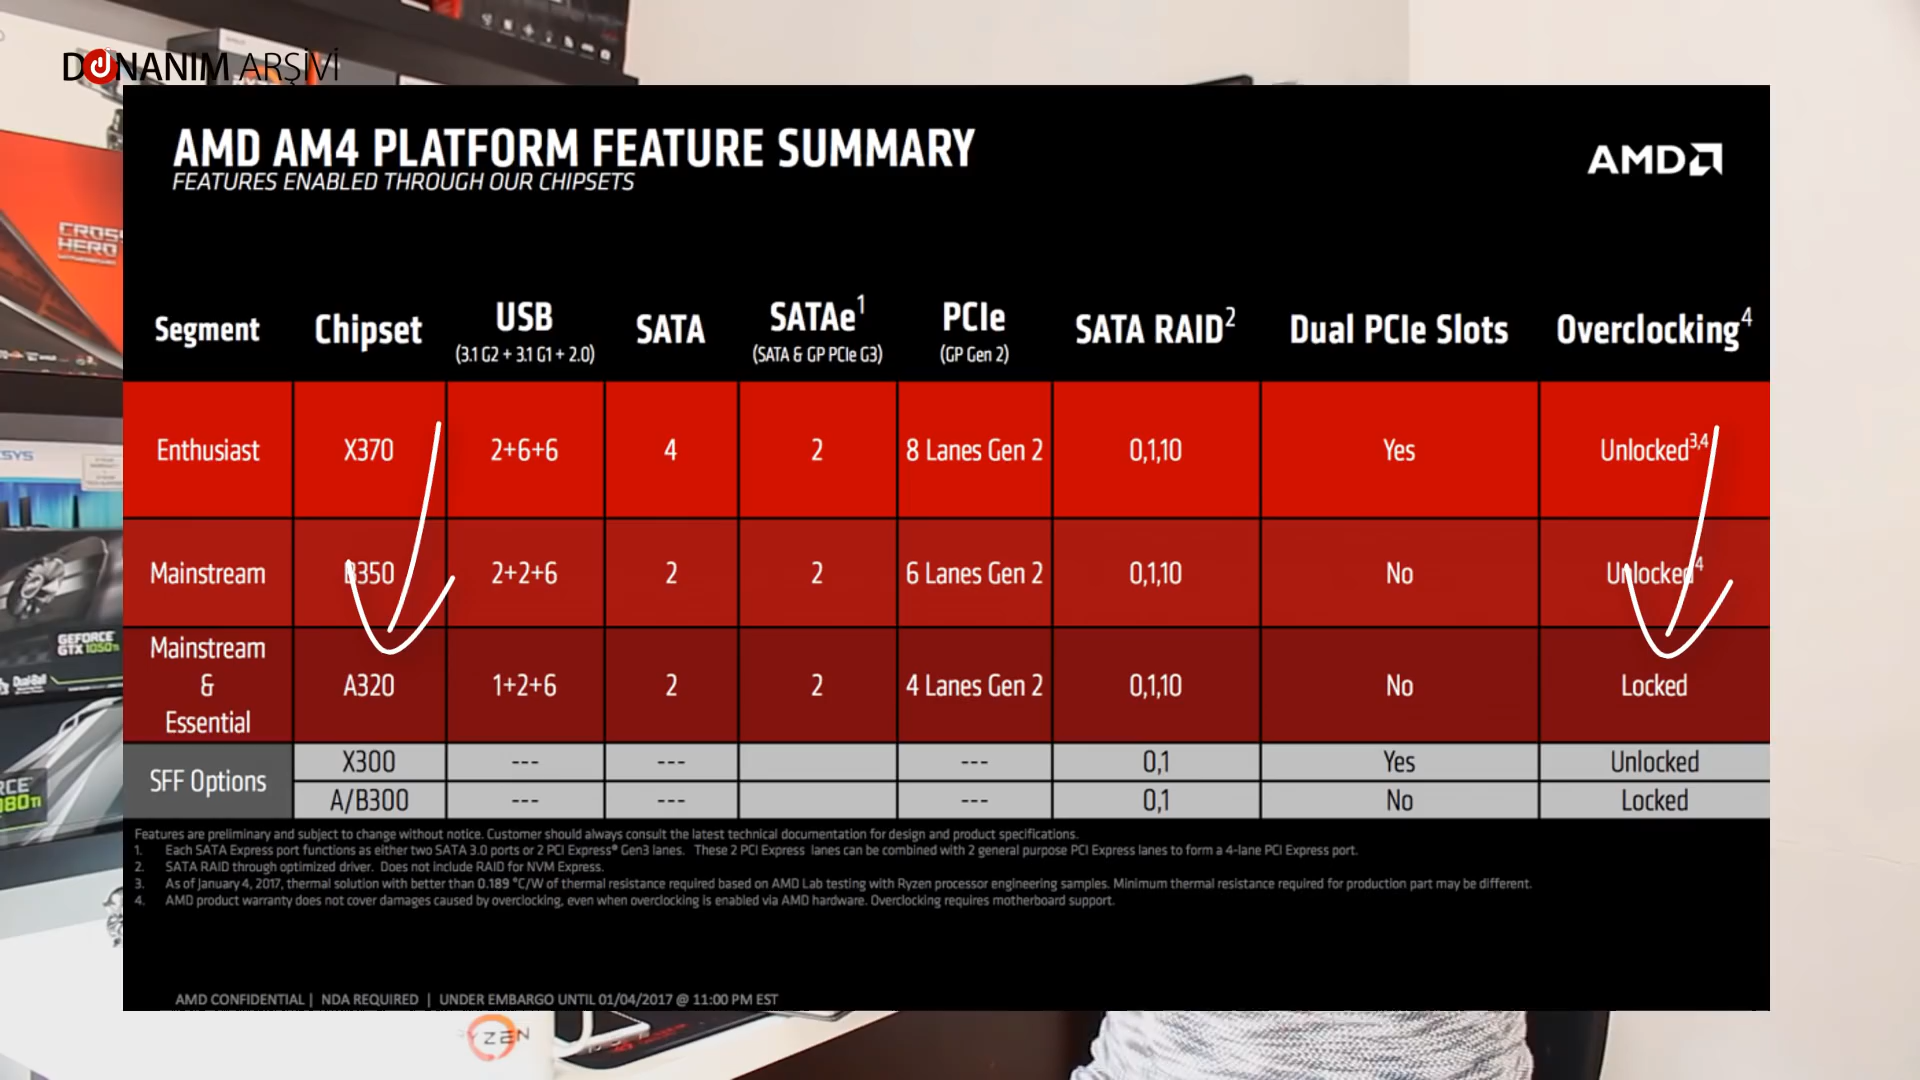 DONANIM ARŞİVİ
AMD AM4 PLATFORM FEATURE SUMMARY
FEATURES ENABLED THROUGH OUR CHIPSETS
AMD
Segment Chipset USB (3.1 G2 + 3.1 G1 + 2.0) SATA SATAe1 (SATA & GP PCIe G3) PCIe (GP Gen 2) SATA RAID2 Dual PCIe Slots Overclocking4
Enthusiast X370 2+6+6 4 2 8 Lanes Gen 2 0,1,10 Yes Unlocked3,4
Mainstream B350 2+2+6 2 2 6 Lanes Gen 2 0,1,10 No Unlocked4
Mainstream & Essential A320 1+2+6 2 2 4 Lanes Gen 2 0,1,10 No Locked
SFF Options X300 --- --- --- 0,1 Yes Unlocked
A/B300 --- --- --- 0,1 No Locked
Features are preliminary and subject to change without notice. Customer should always consult the latest technical documentation for design and product specifications.
1. Each SATA Express port functions as either two SATA 3.0 ports or 2 PCI Express® Gen3 lanes. These 2 PCI Express lanes can be combined with 2 general purpose PCI Express lanes to form a 4-lane PCI Express port.
2. SATA RAID through optimized driver. Does not include RAID for NVM Express.
3. As of January 4, 2017, thermal solution with better than 0.189 °C/W of thermal resistance required based on AMD Lab testing with Ryzen processor engineering samples. Minimum thermal resistance required for production part may be different.
4. AMD product warranty does not cover damages caused by overclocking, even when overclocking is enabled via AMD hardware. Overclocking requires motherboard support.
AMD CONFIDENTIAL | NDA REQUIRED | UNDER EMBARGO UNTIL 01/04/2017 @ 11:00 PM EST
HERO
GEFORCE
GTX 1050Ti
Dual-Ball